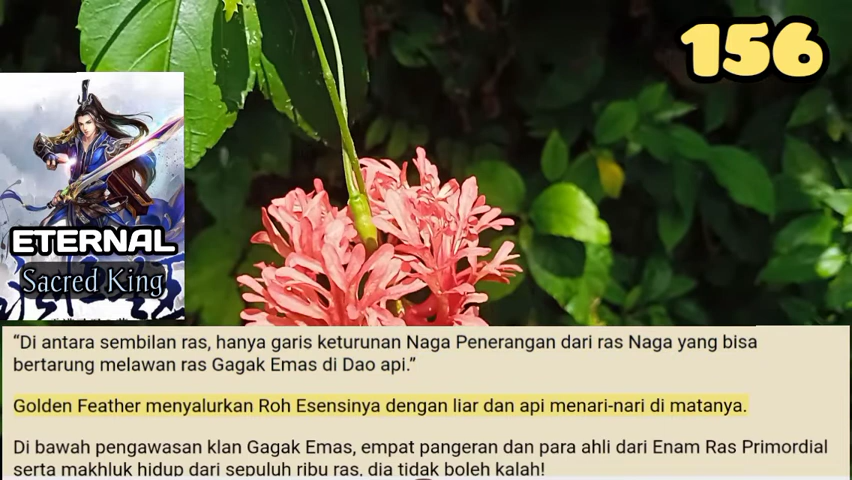 156
ETERNAL
Sacred King
“Di antara sembilan ras, hanya garis keturunan Naga Penerangan dari ras Naga yang bisa
bertarung melawan ras Gagak Emas di Dao api.”
Golden Feather menyalurkan Roh Esensinya dengan liar dan api menari-nari di matanya.
Di bawah pengawasan klan Gagak Emas, empat pangeran dan para ahli dari Enam Ras Primordial
serta makhluk hidup dari sepuluh ribu ras, dia tidak boleh kalah!